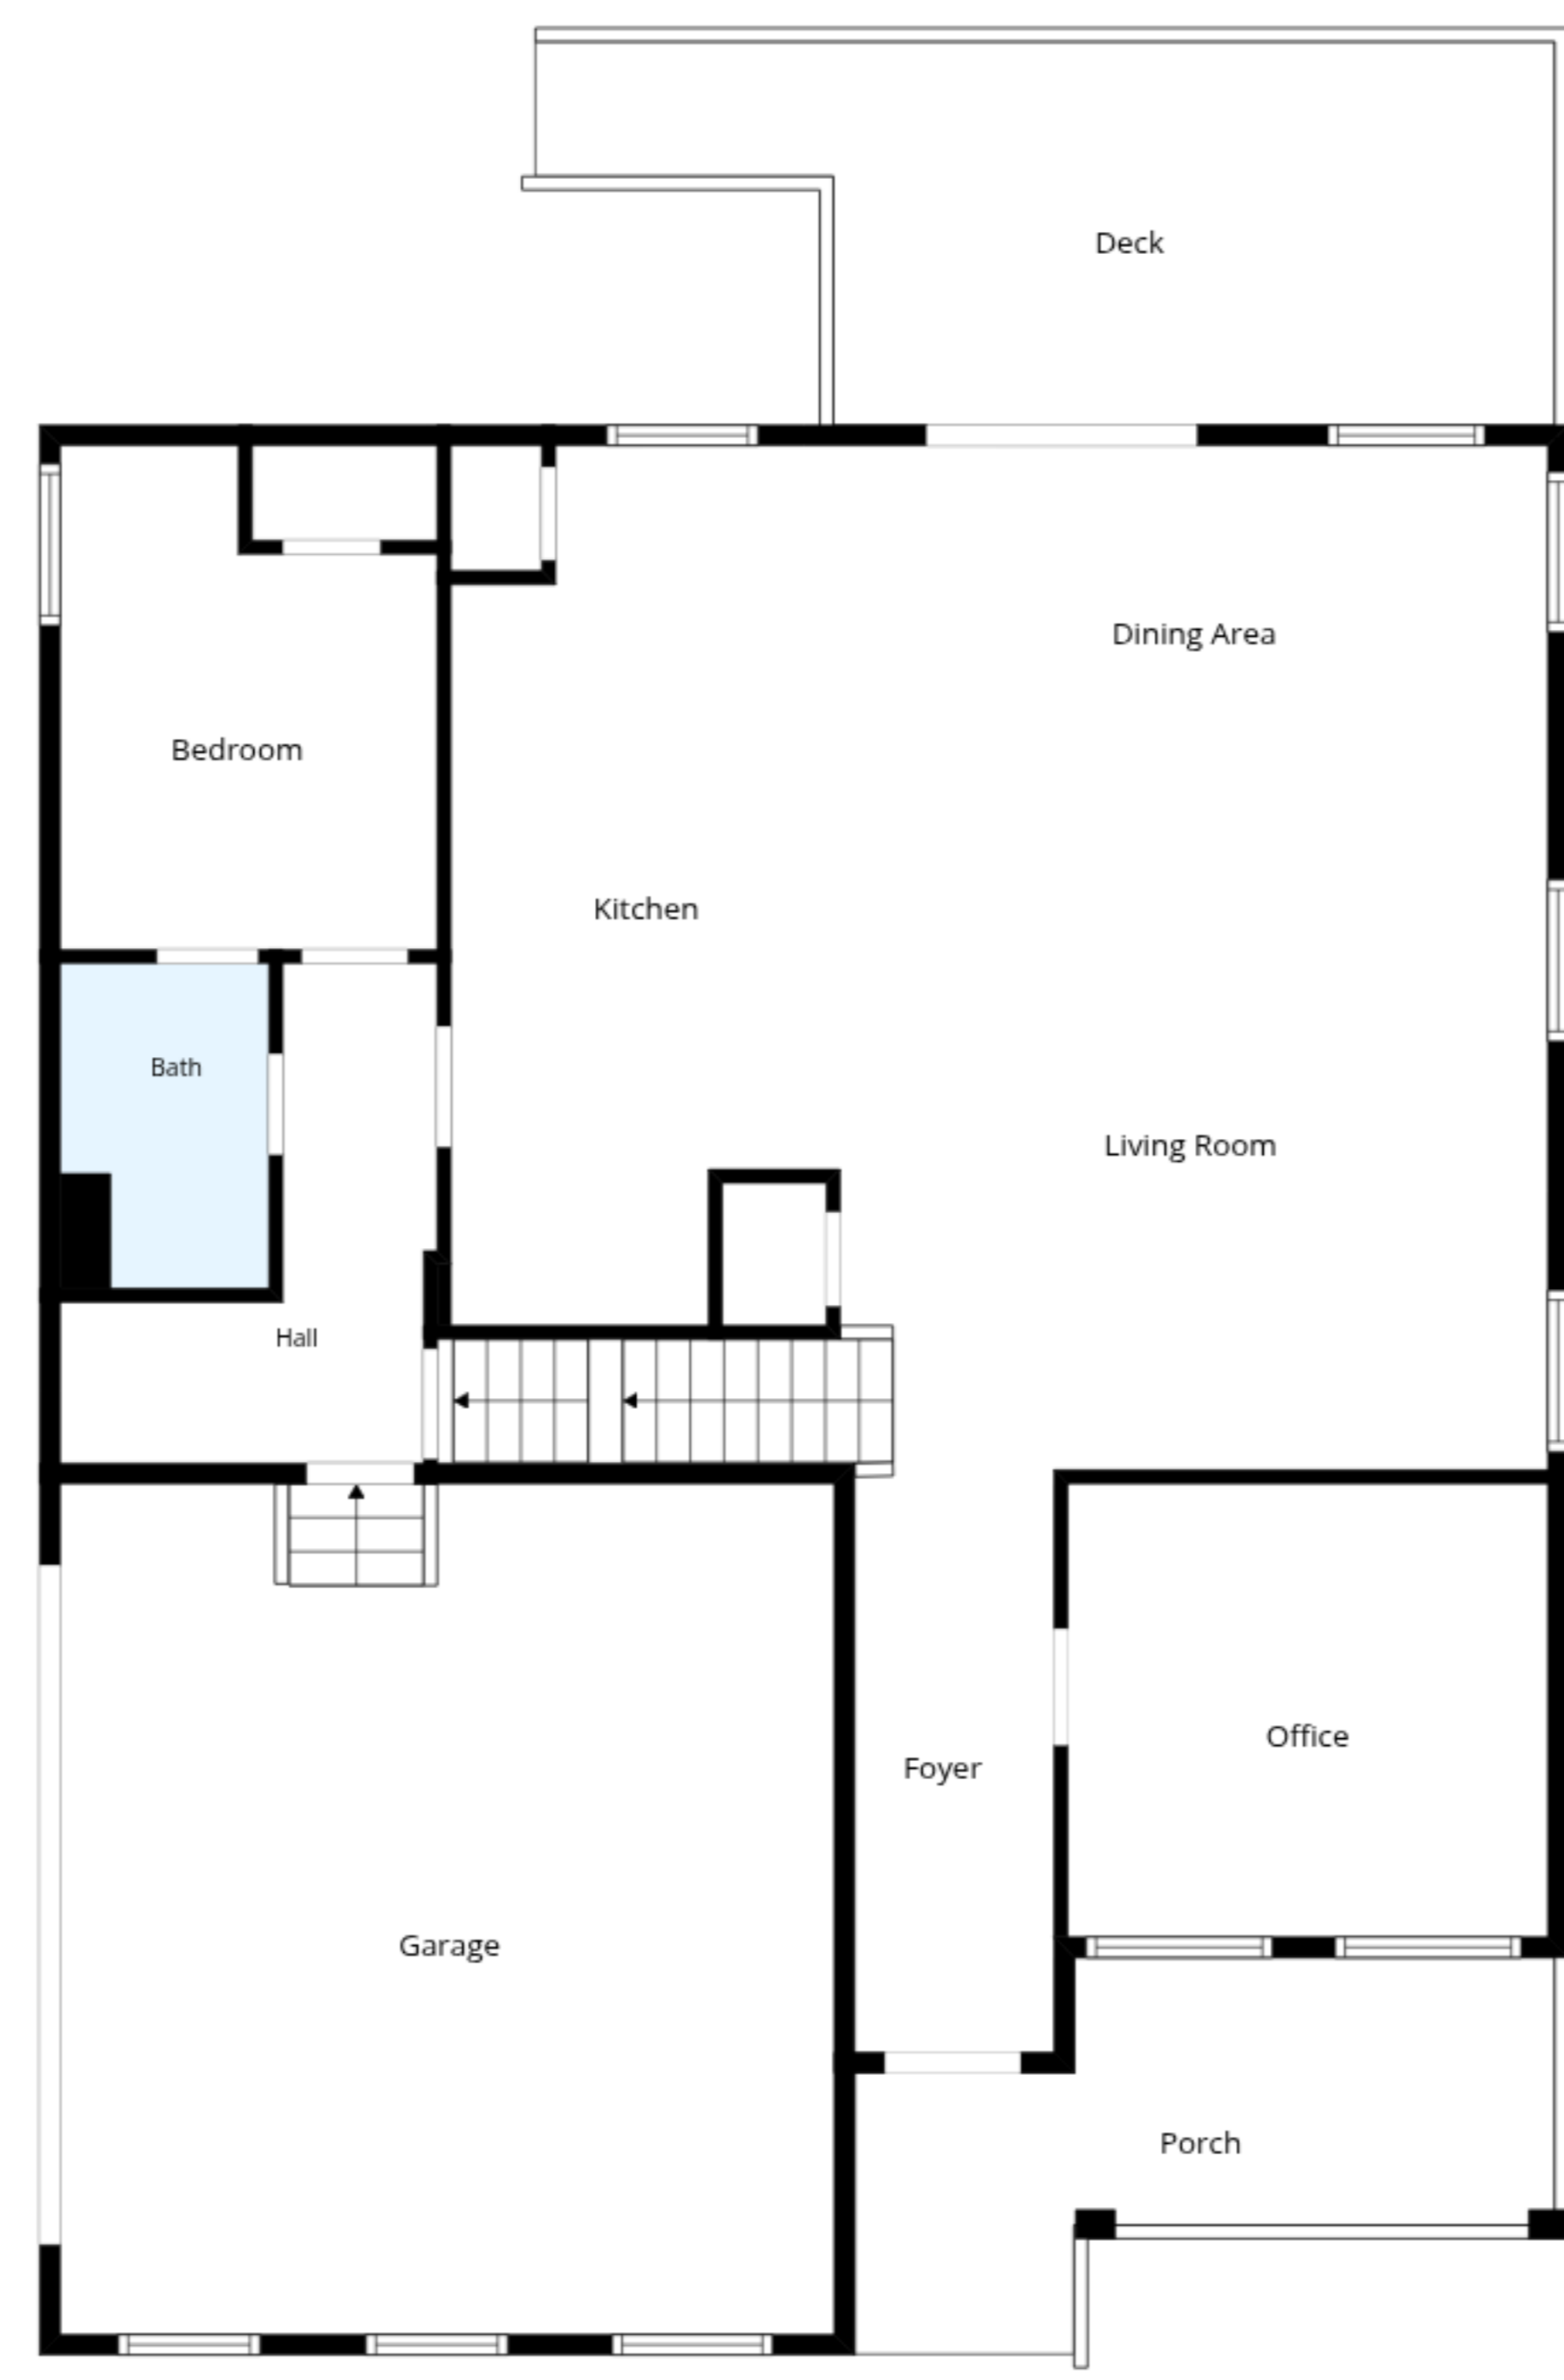 Deck
Dining Area
Bedroom
Kitchen
Bath
Living Room
Hall
Office
Foyer
Garage
Porch